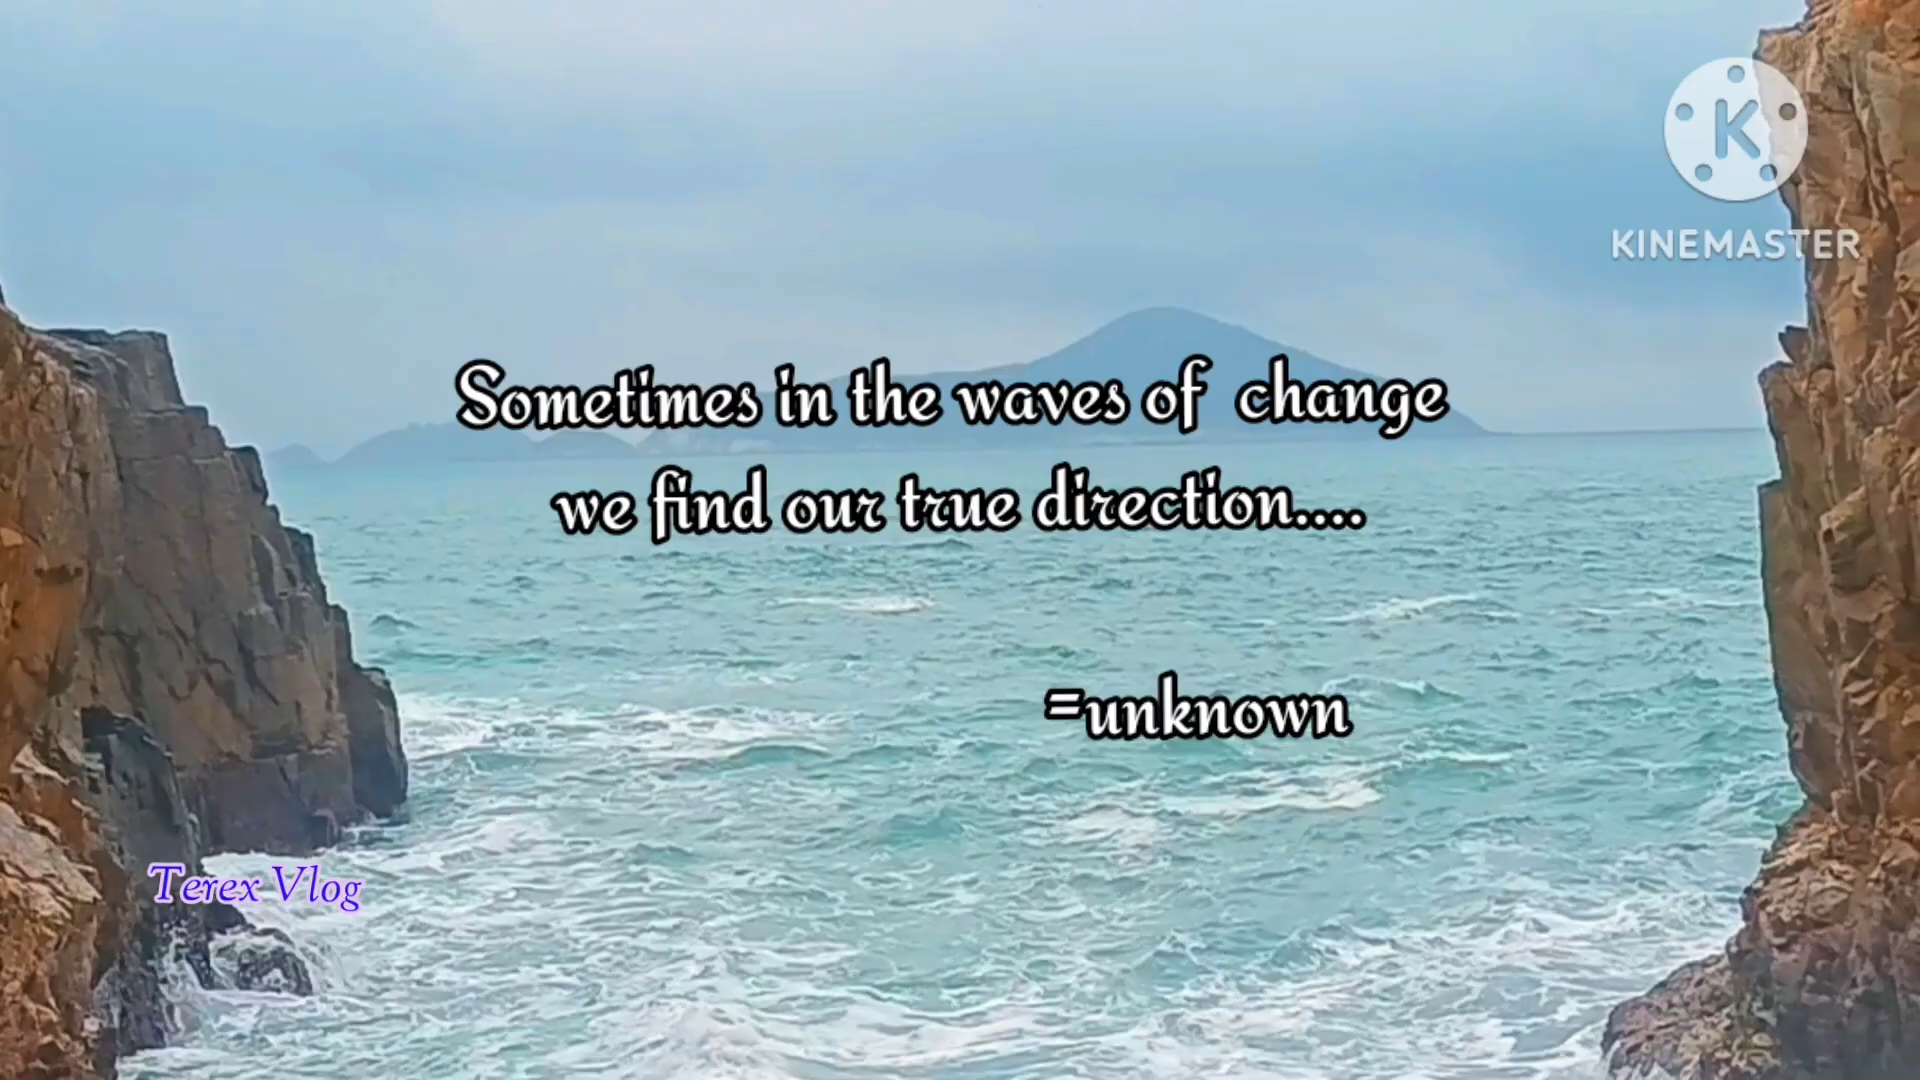 K
KINEMASTER
Sometimes in the waves of change
we find our true direction....
=unknown
Terex Vlog